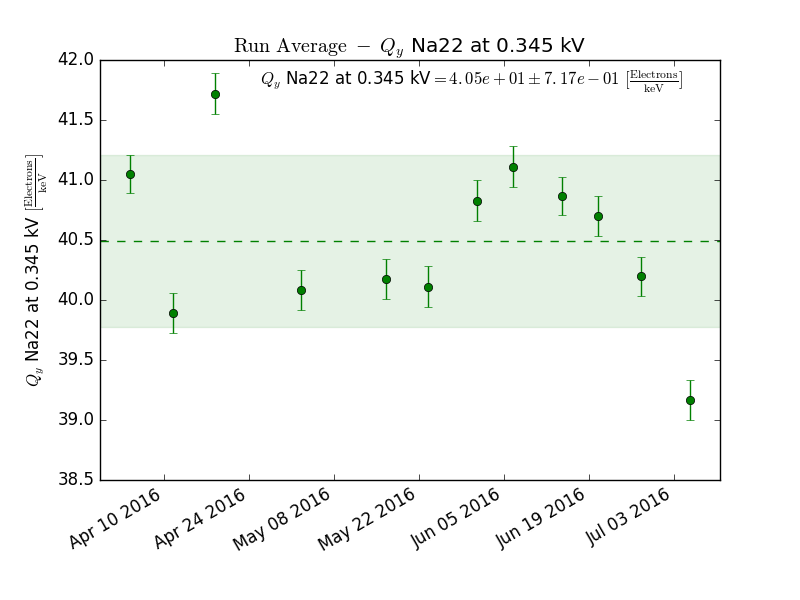 Run Average − Qy Na22 at 0.345 kV
Qy Na22 at 0.345 kV = 4.05e + 01 ± 7.17e − 01 [Electrons/keV]
Qy Na22 at 0.345 kV [Electrons/keV]
42.0
41.5
41.0
40.5
40.0
39.5
39.0
38.5
Apr 10 2016
Apr 24 2016
May 08 2016
May 22 2016
Jun 05 2016
Jun 19 2016
Jul 03 2016